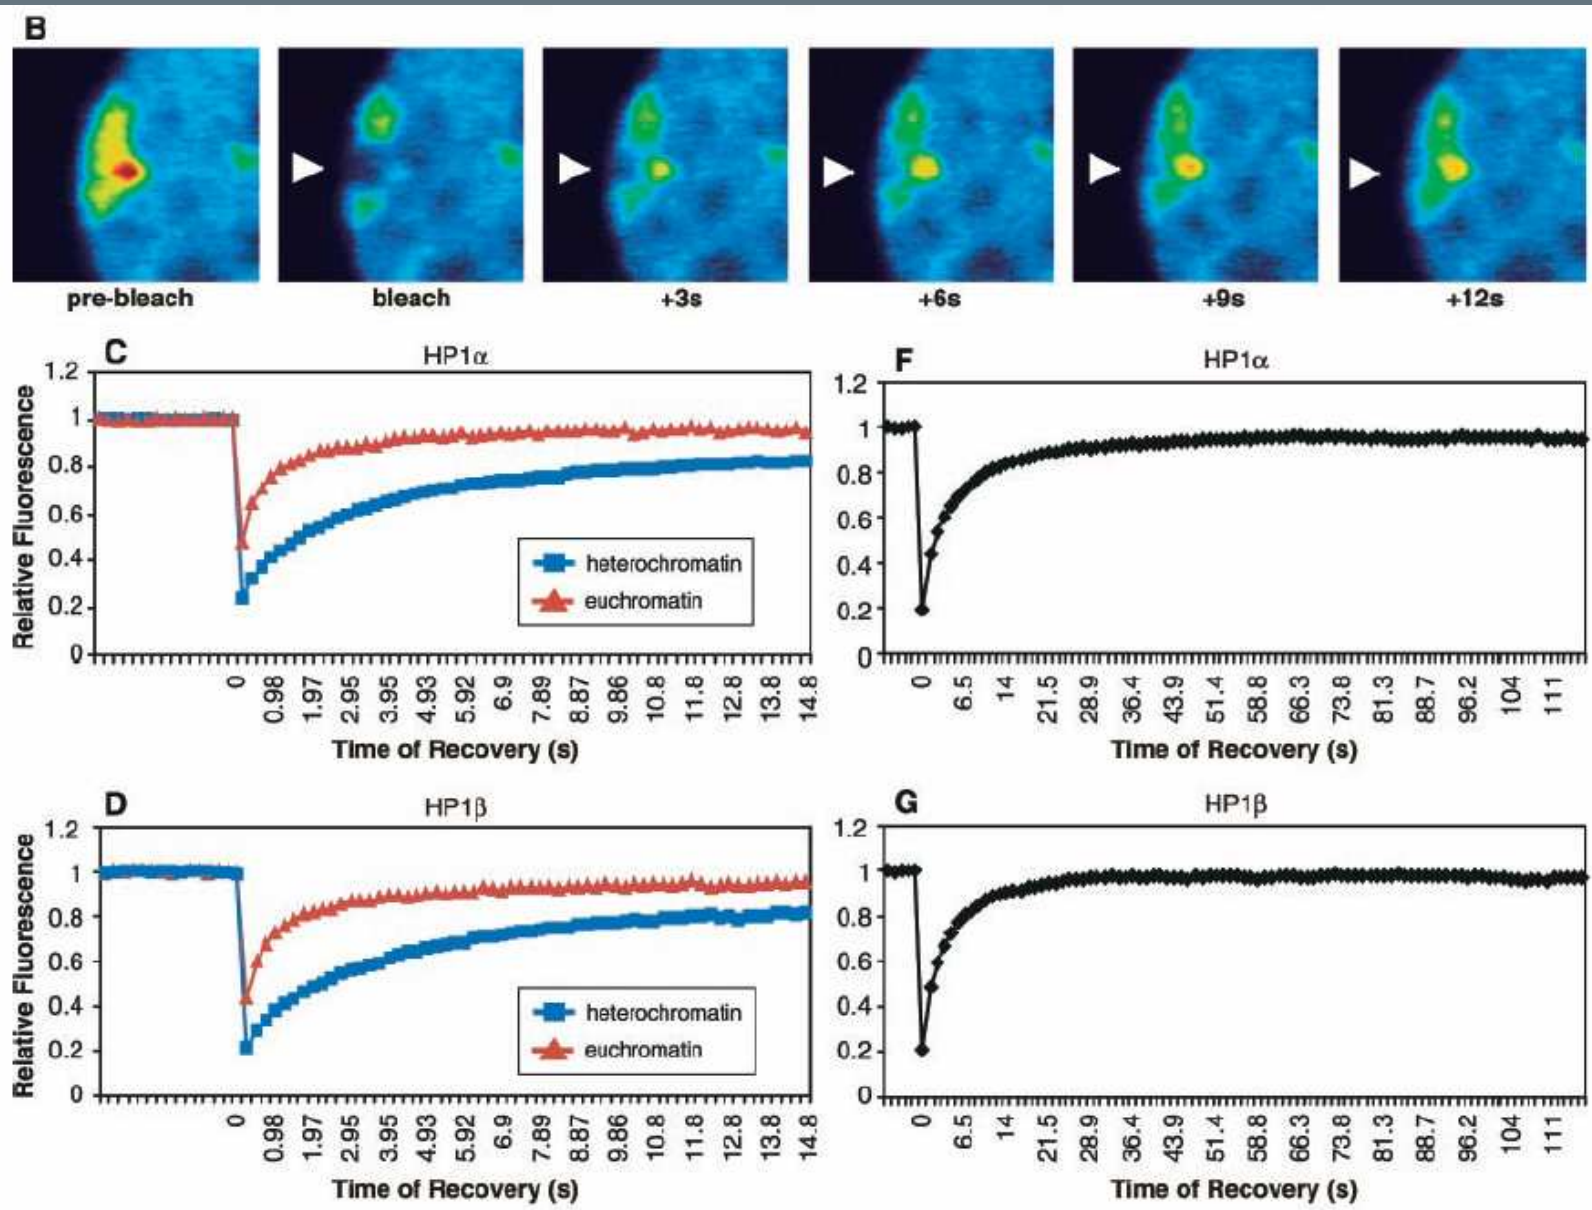 B
pre-bleach
bleach
+3s
+6s
+9s
+12s
C
HP1α
Relative Fluorescence
1.2
1
0.8
0.6
0.4
0.2
0
heterochromatin
euchromatin
0 0.98 1.97 2.95 3.95 4.93 5.92 6.9 7.89 8.87 9.86 10.8 11.8 12.8 13.8 14.8
Time of Recovery (s)
F
HP1α
1.2
1
0.8
0.6
0.4
0.2
0
0 6.5 14 21.5 28.9 36.4 43.9 51.4 58.8 66.3 73.8 81.3 88.7 96.2 104 111
Time of Recovery (s)
D
HP1β
Relative Fluorescence
1.2
1
0.8
0.6
0.4
0.2
0
heterochromatin
euchromatin
0 0.98 1.97 2.95 3.95 4.93 5.92 6.9 7.89 8.87 9.86 10.8 11.8 12.8 13.8 14.8
Time of Recovery (s)
G
HP1β
1.2
1
0.8
0.6
0.4
0.2
0
0 6.5 14 21.5 28.9 36.4 43.9 51.4 58.8 66.3 73.8 81.3 88.7 96.2 104 111
Time of Recovery (s)